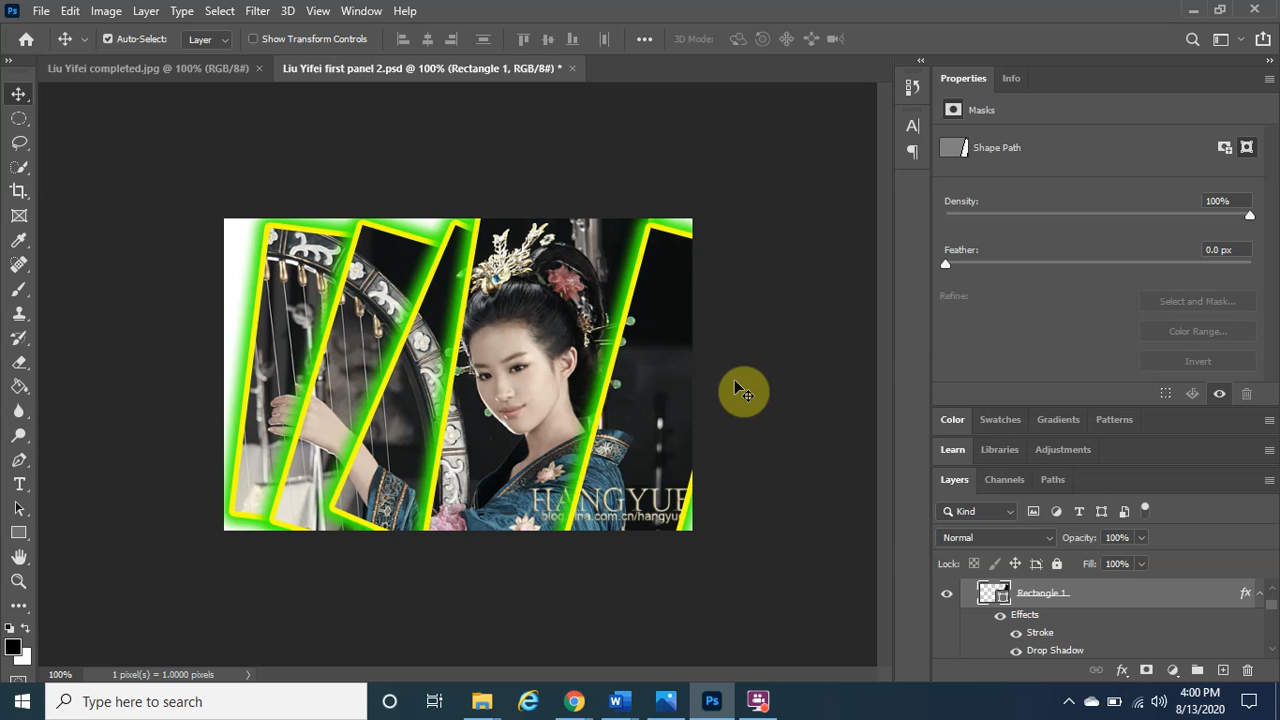 Ps File Edit Image Layer Type Select Filter 3D View Window Help
Auto-Select: Layer Show Transform Controls 3D Mode:
Liu Yifei completed.jpg @ 100% (RGB/8#) Liu Yifei first panel 2.psd @ 100% (Rectangle 1, RGB/8#) *
Properties Info
Masks
Shape Path
Density: 100%
Feather: 0.0 px
Refine: Select and Mask...
Color Range...
Invert
Color Swatches Gradients Patterns
Learn Libraries Adjustments
Layers Channels Paths
Kind
Normal Opacity: 100%
Lock: Fill: 100%
Rectangle 1 fx
Effects
Stroke
Drop Shadow
HANGYUE
blog.sina.com.cn/hangyue
100% 1 pixel(s) = 1.0000 pixels
Type here to search
4:00 PM
8/13/2020